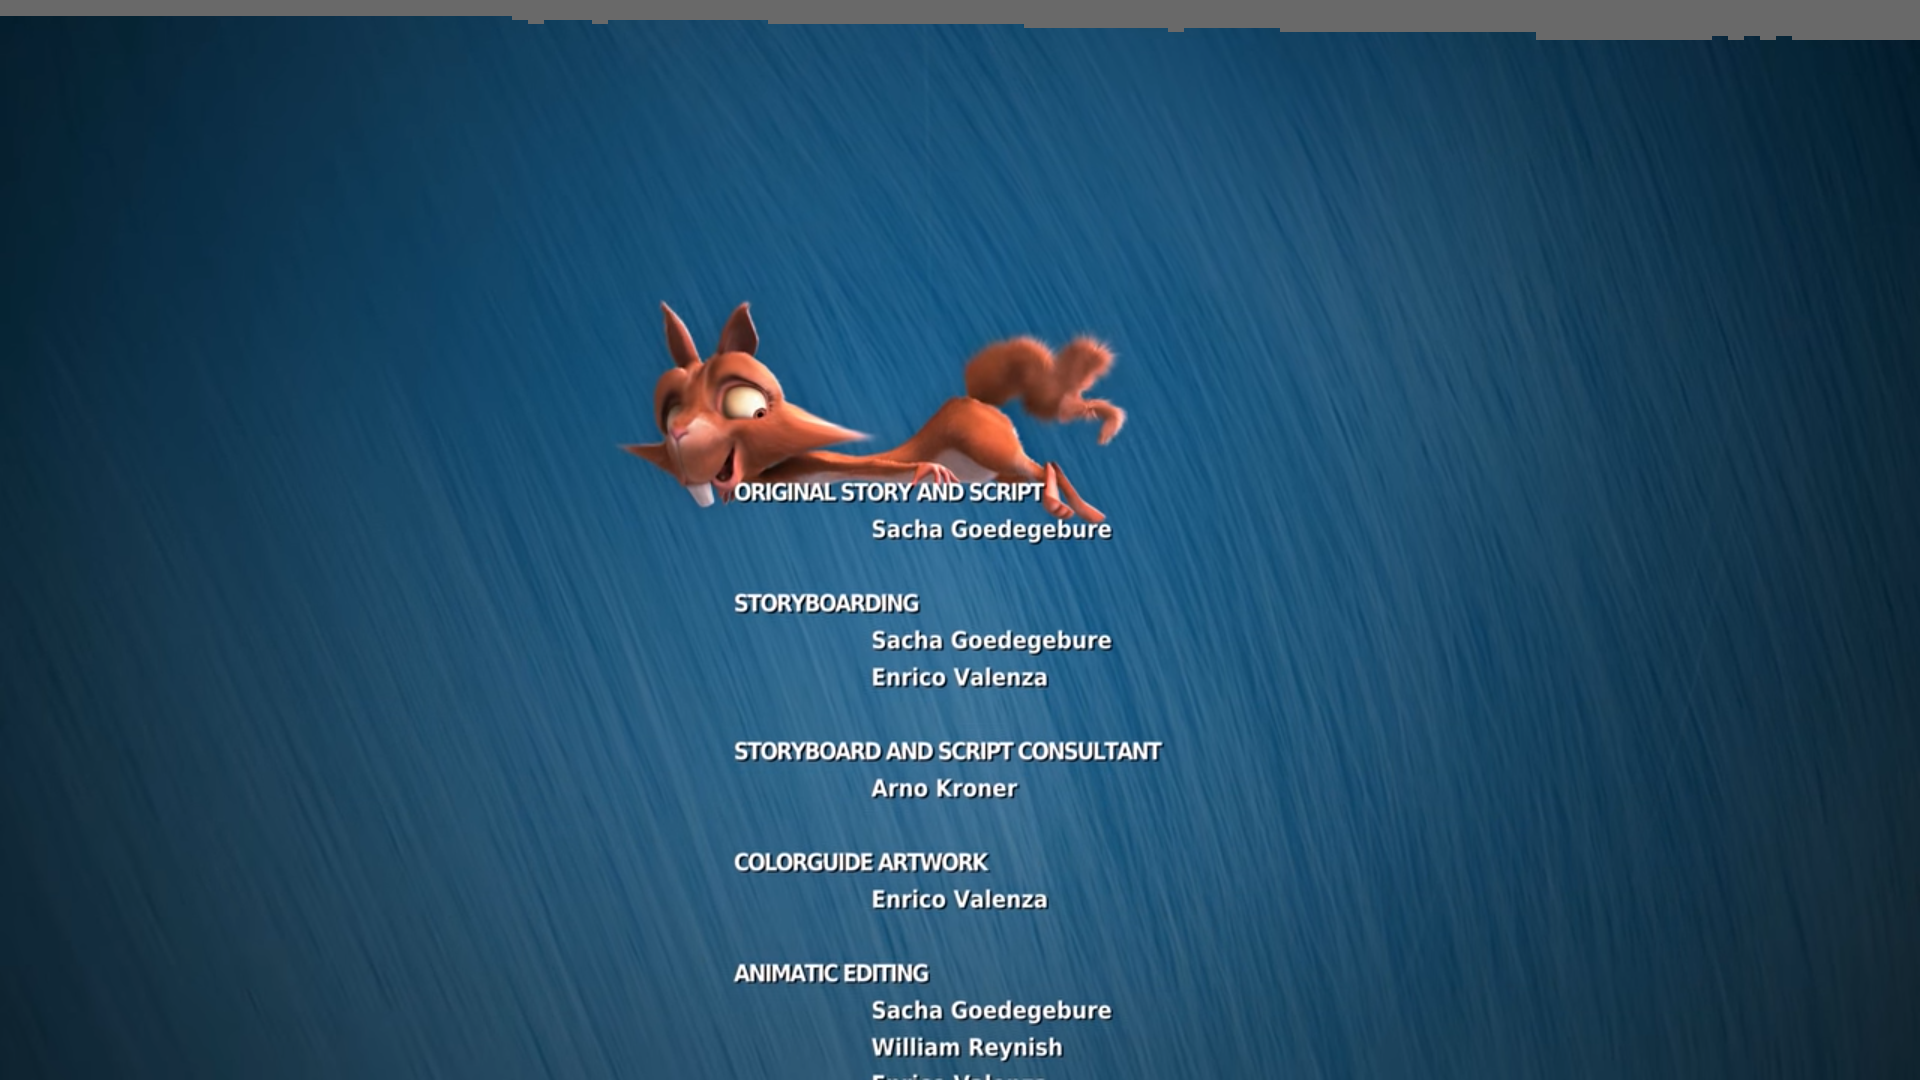 ORIGINAL STORY AND SCRIPT
Sacha Goedegebure
STORYBOARDING
Sacha Goedegebure
Enrico Valenza
STORYBOARD AND SCRIPT CONSULTANT
Arno Kroner
COLORGUIDE ARTWORK
Enrico Valenza
ANIMATIC EDITING
Sacha Goedegebure
William Reynish